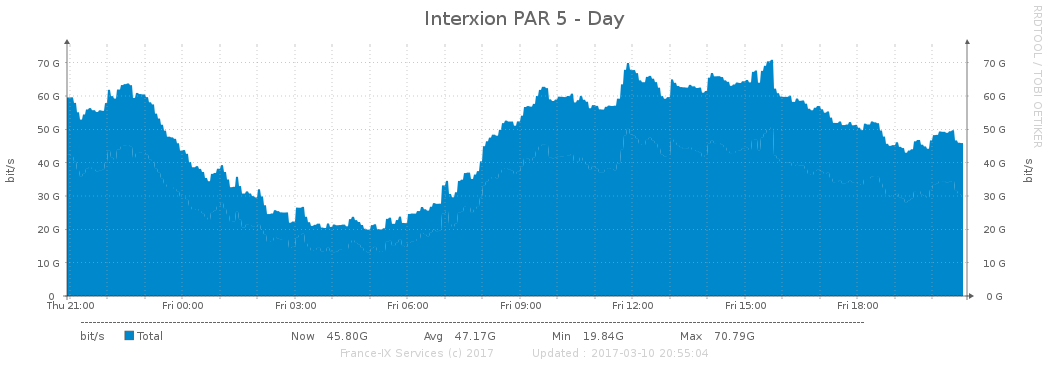 Interxion PAR 5 - Day
RRDTOOL / TOBI OETIKER
bit/s
70 G 70 G
60 G 60 G
50 G 50 G
40 G 40 G
30 G 30 G
20 G 20 G
10 G 10 G
0 0 G
bit/s
Thu 21:00 Fri 00:00 Fri 03:00 Fri 06:00 Fri 09:00 Fri 12:00 Fri 15:00 Fri 18:00
bit/s Total Now 45.80G Avg 47.17G Min 19.84G Max 70.79G
France-IX Services (c) 2017 Updated : 2017-03-10 20:55:04